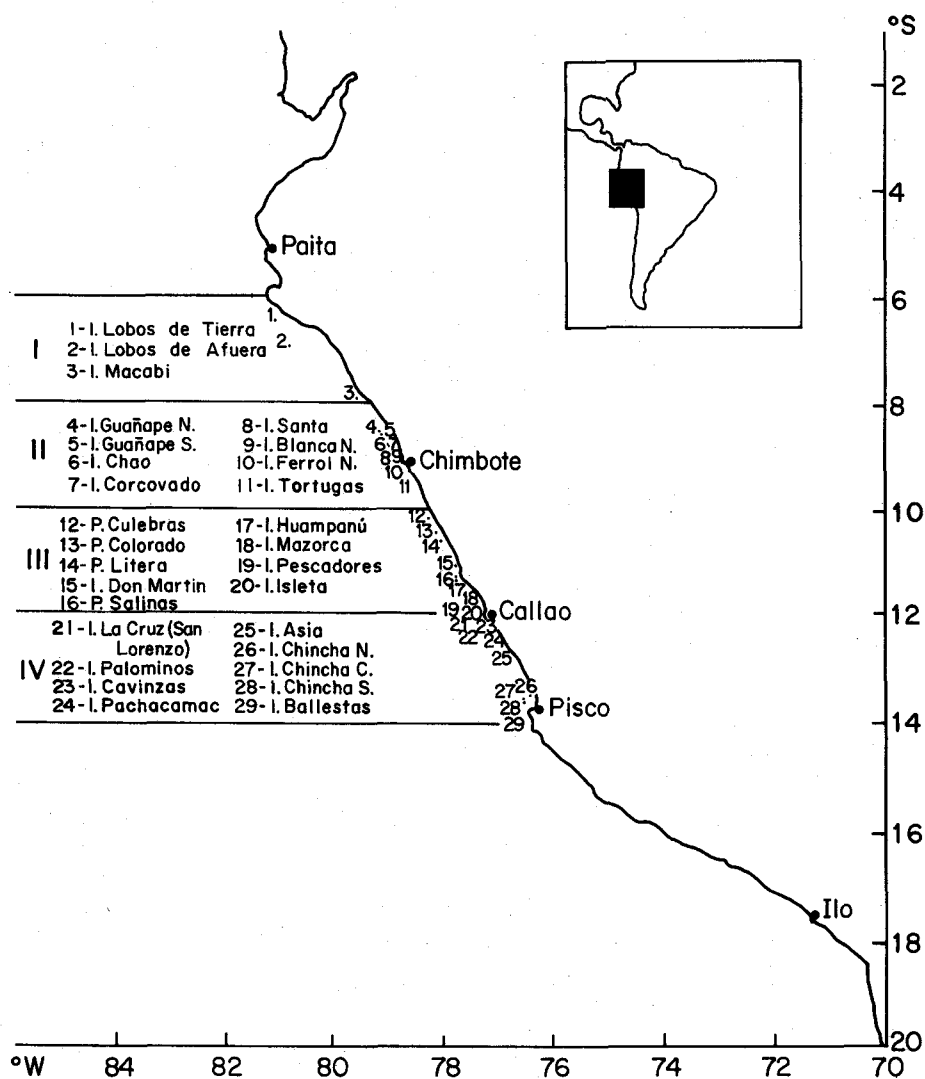 °S
2
4
6
8
10
12
14
16
18
20
Paita
I
1-I. Lobos de Tierra
2-I. Lobos de Afuera
3-I. Macabi
1.
2.
3.
II
4-I. Guañape N.
5-I. Guañape S.
6-I. Chao
7-I. Corcovado
8-I. Santa
9-I. Blanca N.
10-I. Ferrol N.
11-I. Tortugas
4.
5
6.
7
8
9
10
11
Chimbote
III
12-P. Culebras
13-P. Colorado
14-P. Litera
15-I. Don Martin
16-P. Salinas
17-I. Huampanú
18-I. Mazorca
19-I. Pescadores
20-I. Isleta
12.
13.
14.
15
16
17
18
19
20
Callao
IV
21-I. La Cruz (San
Lorenzo)
22-I. Palominos
23-I. Cavinzas
24-I. Pachacamac
25-I. Asia
26-I. Chincha N.
27-I. Chincha C.
28-I. Chincha S.
29-I. Ballestas
21
22
23
24
25
26
27
28
29
Pisco
Ilo
°W
84
82
80
78
76
74
72
70